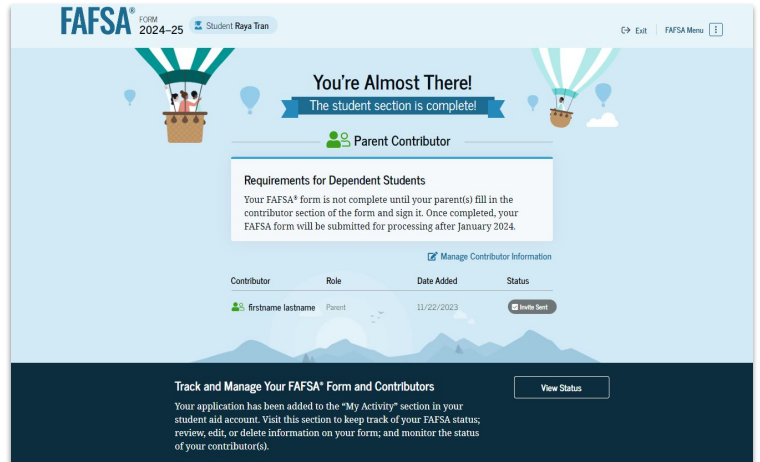 FAFSA® FORM 2024–25 Student Raya Tran Exit FAFSA Menu
You're Almost There!
The student section is complete!
Parent Contributor
Requirements for Dependent Students
Your FAFSA® form is not complete until your parent(s) fill in the
contributor section of the form and sign it. Once completed, your
FAFSA form will be submitted for processing after January 2024.
Manage Contributor Information
Contributor Role Date Added Status
firstname lastname Parent 11/22/2023 Invite Sent
Track and Manage Your FAFSA® Form and Contributors
View Status
Your application has been added to the “My Activity” section in your
student aid account. Visit this section to keep track of your FAFSA status;
review, edit, or delete information on your form; and monitor the status
of your contributor(s).